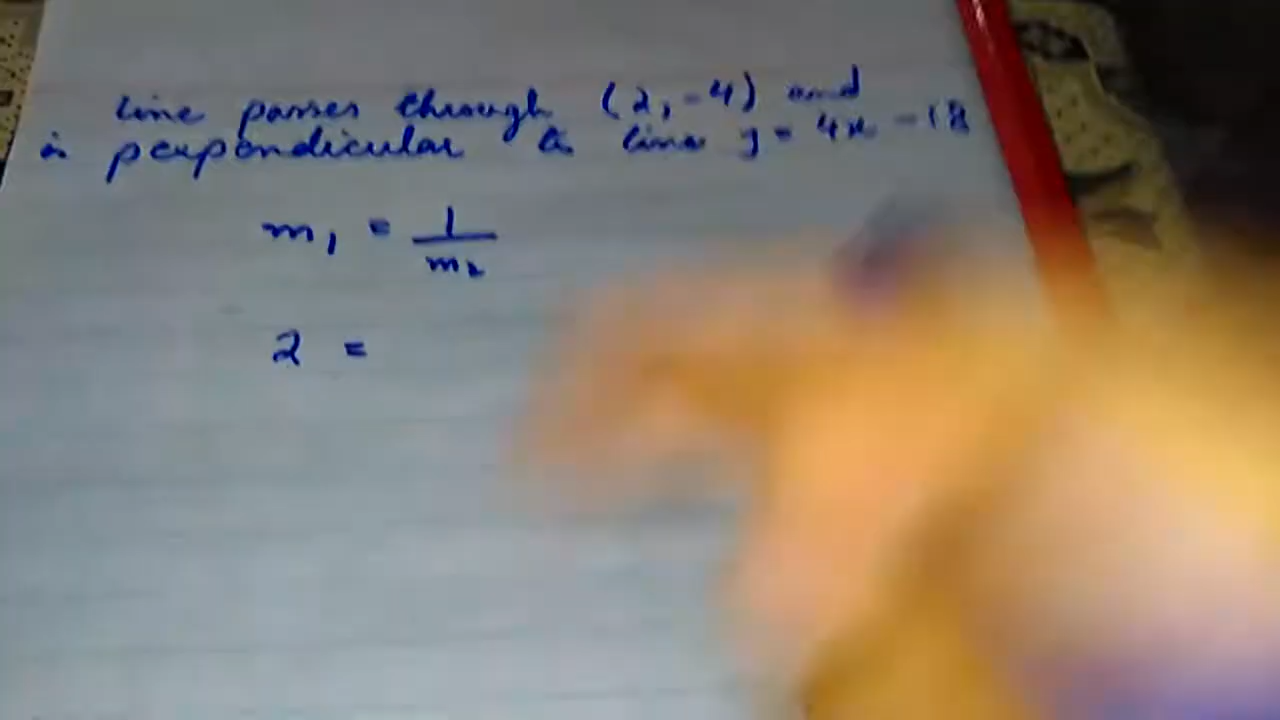 line passes through (2, -4) and
is perpendicular to line y = 4x - 18
m₁ = 1/m₂
2 =